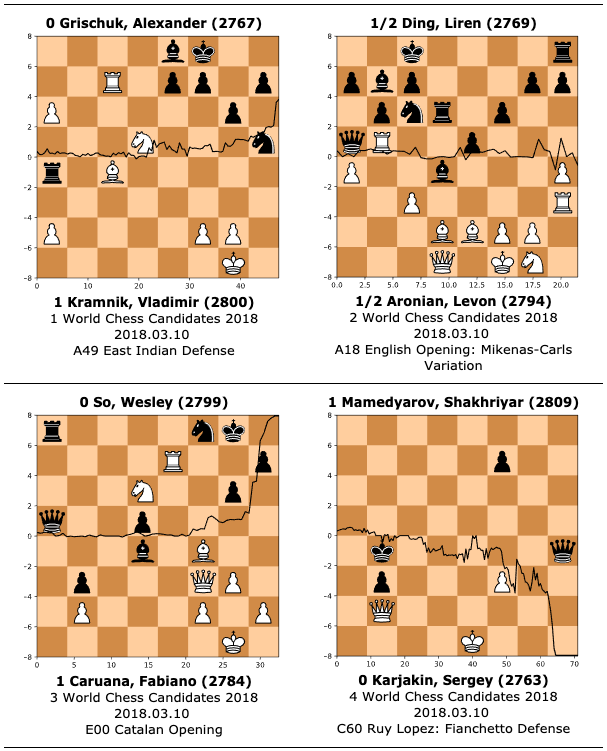 0 Grischuk, Alexander (2767)
8
6
4
2
0
−2
−4
−6
−8
0 10 20 30 40
1 Kramnik, Vladimir (2800)
1 World Chess Candidates 2018
2018.03.10
A49 East Indian Defense
1/2 Ding, Liren (2769)
8
6
4
2
0
−2
−4
−6
−8
0.0 2.5 5.0 7.5 10.0 12.5 15.0 17.5 20.0
1/2 Aronian, Levon (2794)
2 World Chess Candidates 2018
2018.03.10
A18 English Opening: Mikenas-Carls
Variation
0 So, Wesley (2799)
8
6
4
2
0
−2
−4
−6
−8
0 5 10 15 20 25 30
1 Caruana, Fabiano (2784)
3 World Chess Candidates 2018
2018.03.10
E00 Catalan Opening
1 Mamedyarov, Shakhriyar (2809)
8
6
4
2
0
−2
−4
−6
−8
0 10 20 30 40 50 60 70
0 Karjakin, Sergey (2763)
4 World Chess Candidates 2018
2018.03.10
C60 Ruy Lopez: Fianchetto Defense